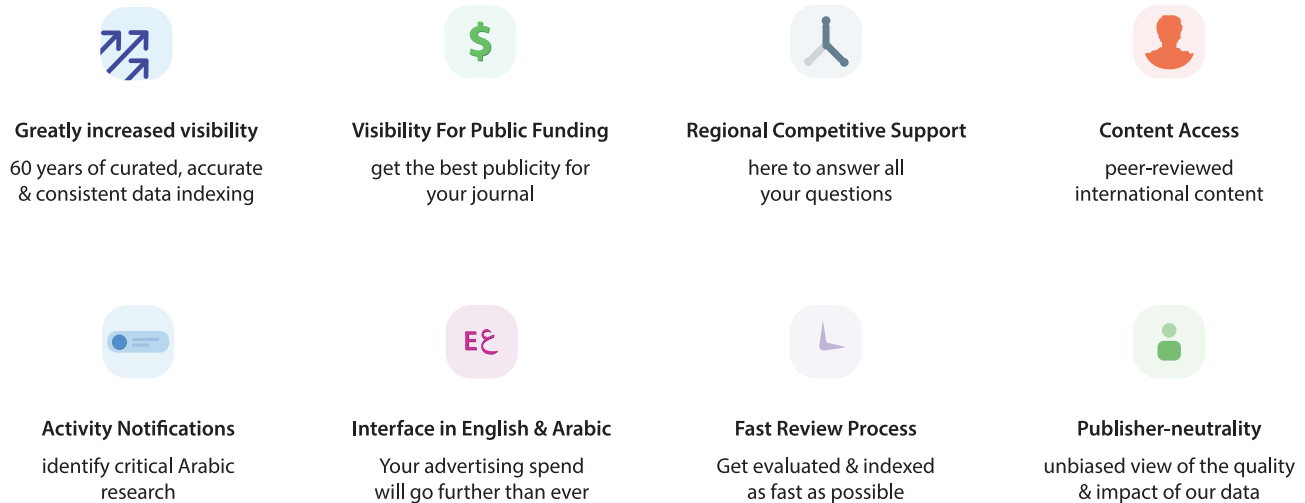 $
Greatly increased visibility
60 years of curated, accurate
& consistent data indexing
Visibility For Public Funding
get the best publicity for
your journal
Regional Competitive Support
here to answer all
your questions
Content Access
peer-reviewed
international content
Activity Notifications
identify critical Arabic
research
Eع
Interface in English & Arabic
Your advertising spend
will go further than ever
Fast Review Process
Get evaluated & indexed
as fast as possible
Publisher-neutrality
unbiased view of the quality
& impact of our data